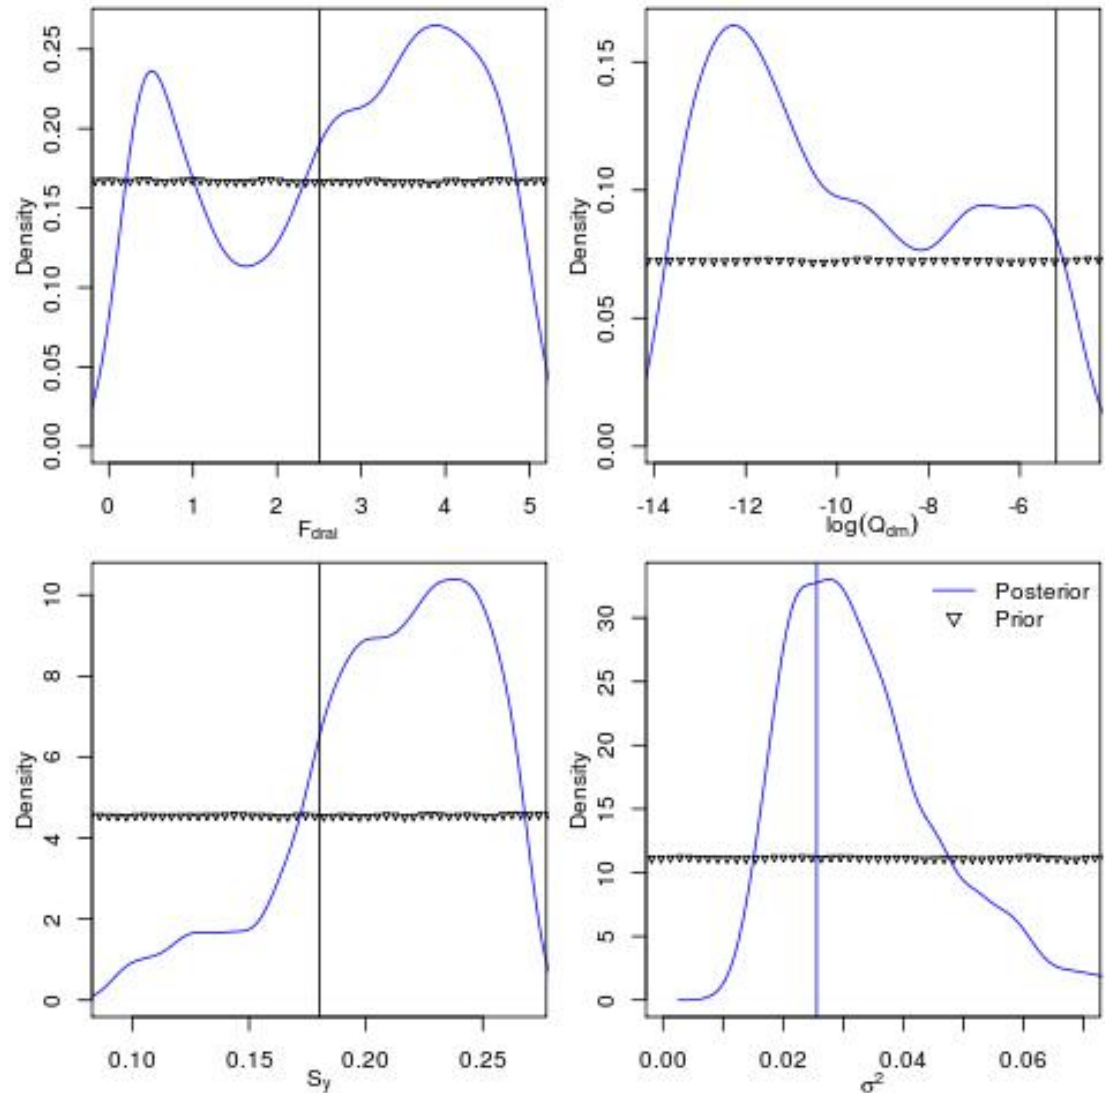 Density
0.00 0.05 0.10 0.15 0.20 0.25
0 1 2 3 4 5
F_dral
Density
0.00 0.05 0.10 0.15
-14 -12 -10 -8 -6
log(Q_dm)
Density
0 2 4 6 8 10
0.10 0.15 0.20 0.25
S_y
Density
0 5 10 15 20 25 30
Posterior
Prior
0.00 0.02 0.04 0.06
σ²